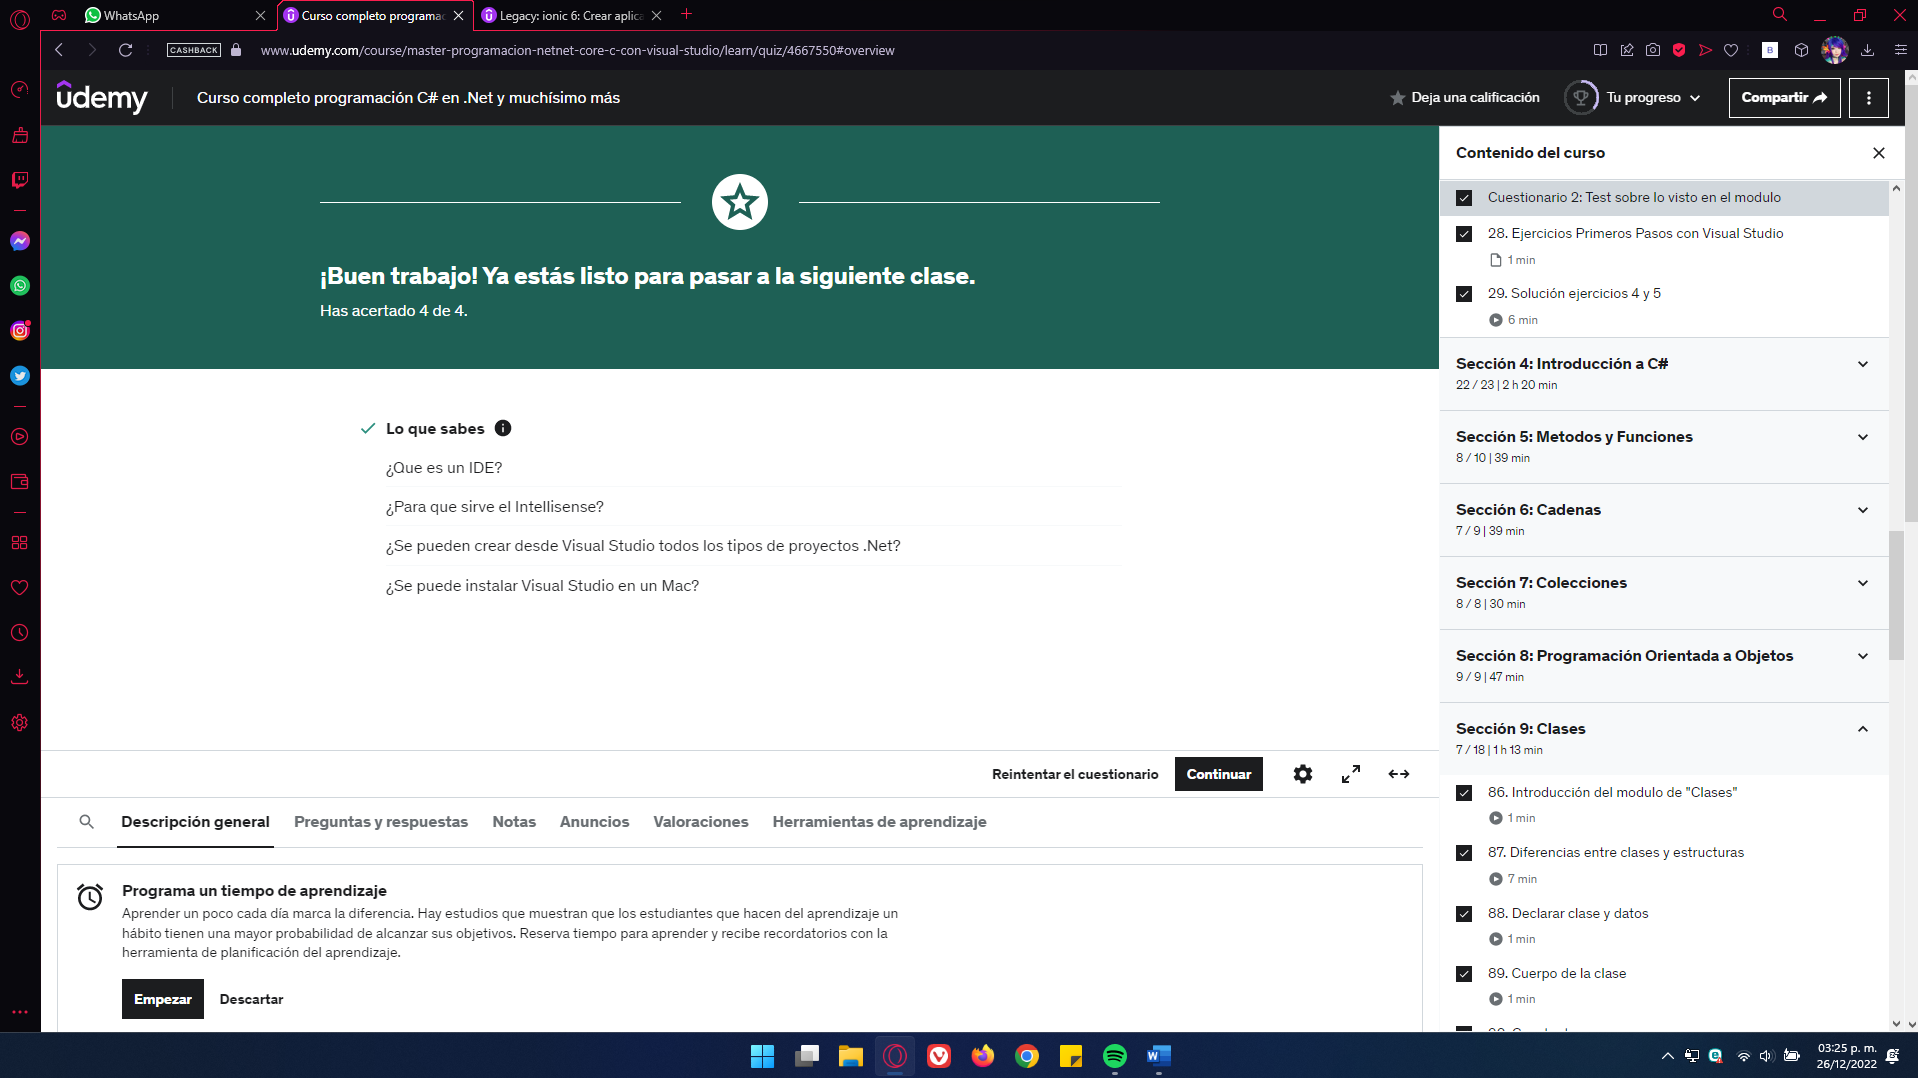 WhatsApp
Curso completo programac
Legacy: ionic 6: Crear aplica
CASHBACK
www.udemy.com/course/master-programacion-netnet-core-c-con-visual-studio/learn/quiz/4667550#overview
B
udemy
Curso completo programación C# en .Net y muchísimo más
Deja una calificación
Tu progreso
Compartir
¡Buen trabajo! Ya estás listo para pasar a la siguiente clase.
Has acertado 4 de 4.
Lo que sabes
¿Que es un IDE?
¿Para que sirve el Intellisense?
¿Se pueden crear desde Visual Studio todos los tipos de proyectos .Net?
¿Se puede instalar Visual Studio en un Mac?
Reintentar el cuestionario
Continuar
Descripción general
Preguntas y respuestas
Notas
Anuncios
Valoraciones
Herramientas de aprendizaje
Programa un tiempo de aprendizaje
Aprender un poco cada día marca la diferencia. Hay estudios que muestran que los estudiantes que hacen del aprendizaje un
hábito tienen una mayor probabilidad de alcanzar sus objetivos. Reserva tiempo para aprender y recibe recordatorios con la
herramienta de planificación del aprendizaje.
Empezar
Descartar
Contenido del curso
Cuestionario 2: Test sobre lo visto en el modulo
28. Ejercicios Primeros Pasos con Visual Studio
1 min
29. Solución ejercicios 4 y 5
6 min
Sección 4: Introducción a C#
22 / 23 | 2 h 20 min
Sección 5: Metodos y Funciones
8 / 10 | 39 min
Sección 6: Cadenas
7 / 9 | 39 min
Sección 7: Colecciones
8 / 8 | 30 min
Sección 8: Programación Orientada a Objetos
9 / 9 | 47 min
Sección 9: Clases
7 / 18 | 1 h 13 min
86. Introducción del modulo de "Clases"
1 min
87. Diferencias entre clases y estructuras
7 min
88. Declarar clase y datos
1 min
89. Cuerpo de la clase
1 min
03:25 p. m.
26/12/2022